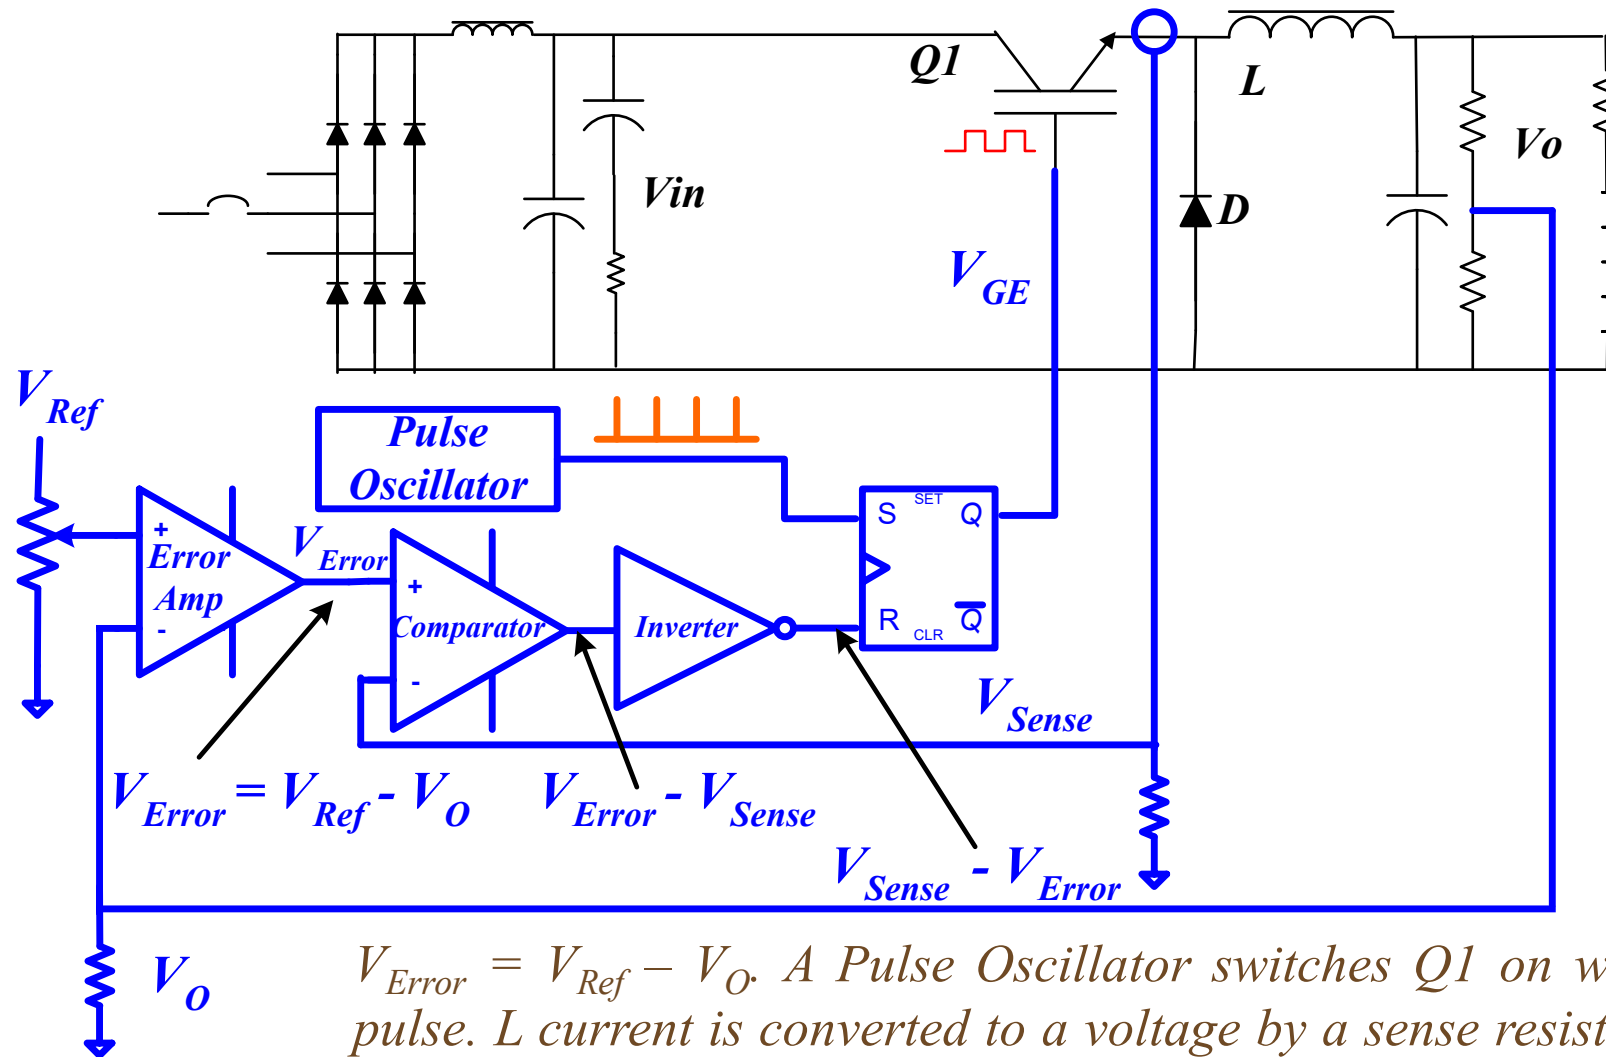 Q1
L
Vo
Vin
D
V GE
V Ref
Pulse
Oscillator
SET
S Q
+
Error
Amp
-
V Error
+
Comparator
-
Inverter
R Q
CLR
V Sense
V Error = V Ref - V O
V Error - V Sense
V Sense - V Error
V O
V Error = V Ref – V O. A Pulse Oscillator switches Q1 on
pulse. L current is converted to a voltage by a sense